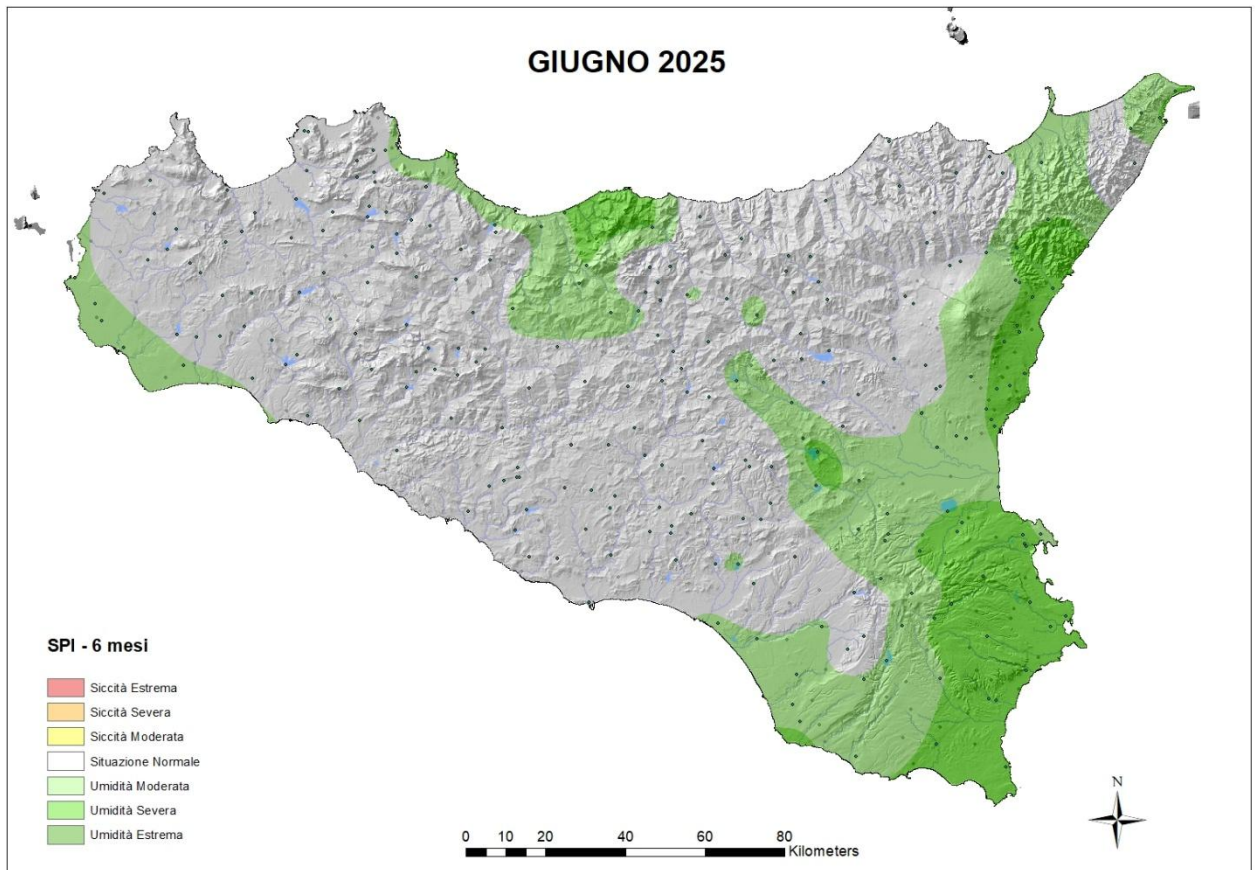 GIUGNO 2025
SPI - 6 mesi
Siccità Estrema
Siccità Severa
Siccità Moderata
Situazione Normale
Umidità Moderata
Umidità Severa
Umidità Estrema
N
0 10 20 40 60 80
Kilometers